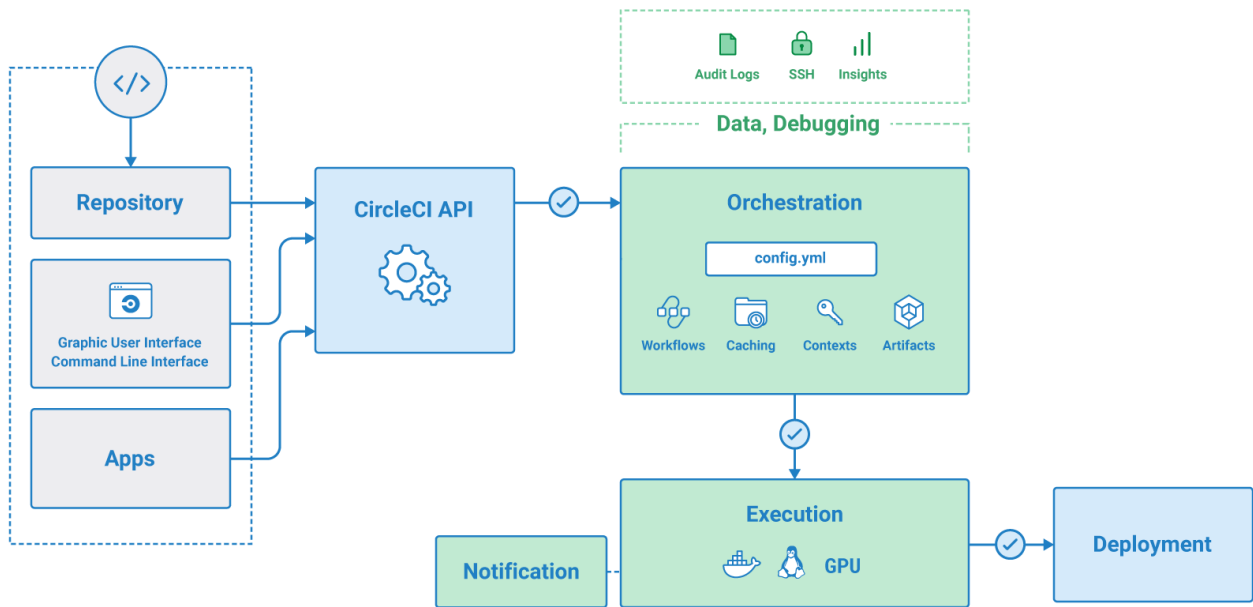 </>
Repository
Graphic User Interface
Command Line Interface
Apps
CircleCI API
Audit Logs
SSH
Insights
Data, Debugging
Orchestration
config.yml
Workflows
Caching
Contexts
Artifacts
Execution
GPU
Notification
Deployment